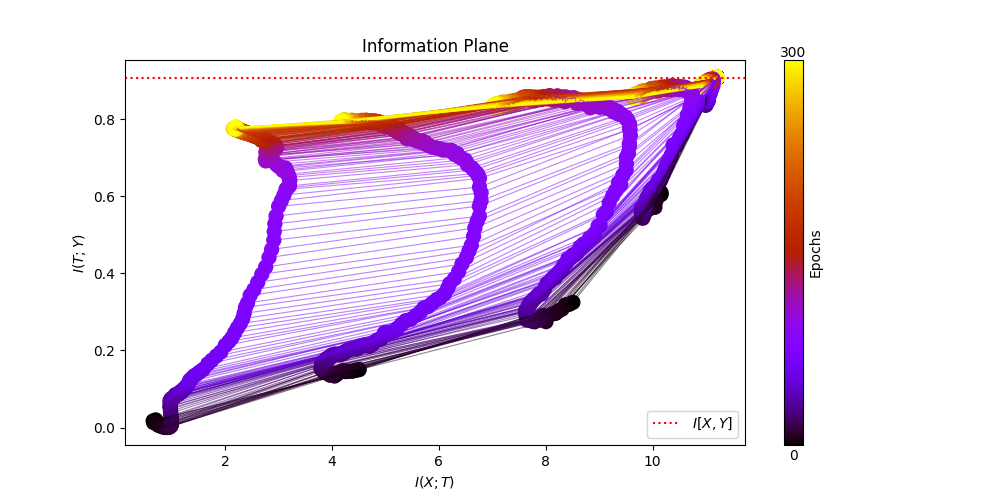 Information Plane
300
0.8
0.6
0.4
0.2
0.0
I(T; Y)
2
4
6
8
10
I(X; T)
I[X, Y]
Epochs
0